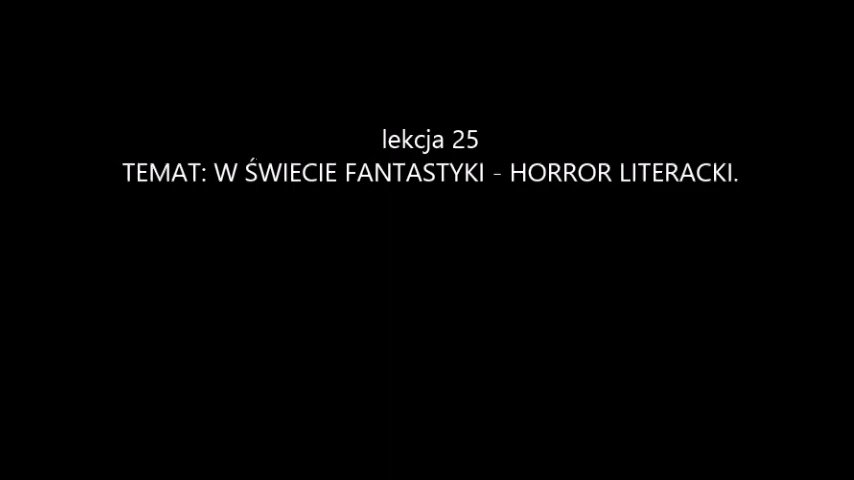 lekcja 25
TEMAT: W ŚWIECIE FANTASTYKI - HORROR LITERACKI.